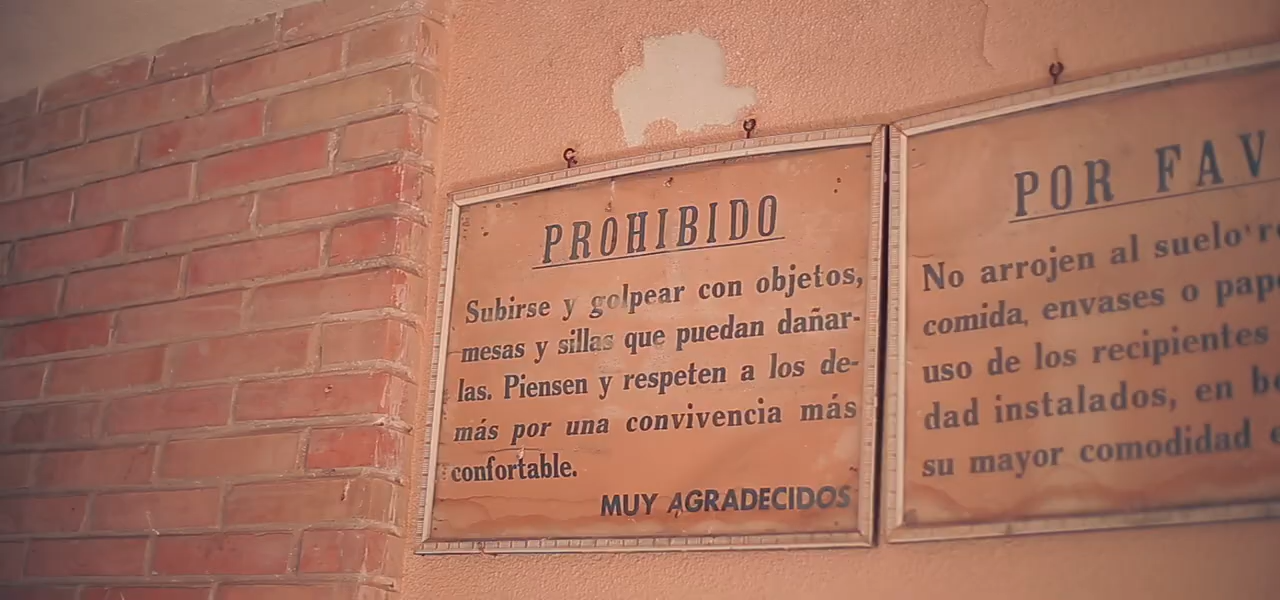 PROHIBIDO
Subirse y golpear con objetos,
mesas y sillas que puedan dañar-
las. Piensen y respeten a los de-
más por una convivencia más
confortable.
MUY AGRADECIDOS
POR FAV
No arrojen al suelo
comida, envases o
uso de los recipientes
dad instalados, en
su mayor comodidad